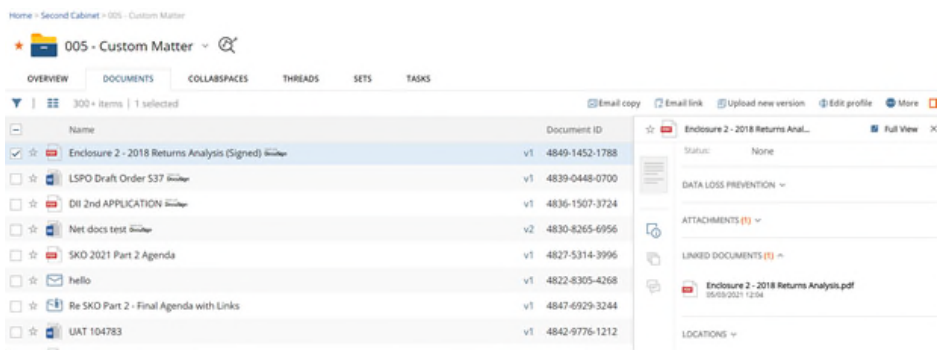 Home > Second Cabinet > 005 - Custom Matter
005 - Custom Matter
OVERVIEW DOCUMENTS COLLABSPACES THREADS SETS TASKS
300+ items | 1 selected Email copy Email link Upload new version Edit profile More
Name Document ID
Enclosure 2 - 2018 Returns Analysis (Signed) DocuSign v1 4849-1452-1788
LSPO Draft Order S37 DocuSign v1 4839-0448-0700
DII 2nd APPLICATION DocuSign v1 4836-1507-3724
Net docs test DocuSign v2 4830-8265-6956
SKO 2021 Part 2 Agenda v1 4827-5314-3996
hello v1 4822-8305-4268
Re SKO Part 2 - Final Agenda with Links v1 4847-6929-3244
UAT 104783 v1 4842-9776-1212
Enclosure 2 - 2018 Returns Anal... Full View
Status: None
DATA LOSS PREVENTION
ATTACHMENTS (1)
LINKED DOCUMENTS (1)
Enclosure 2 - 2018 Returns Analysis.pdf
05/03/2021 12:04
LOCATIONS